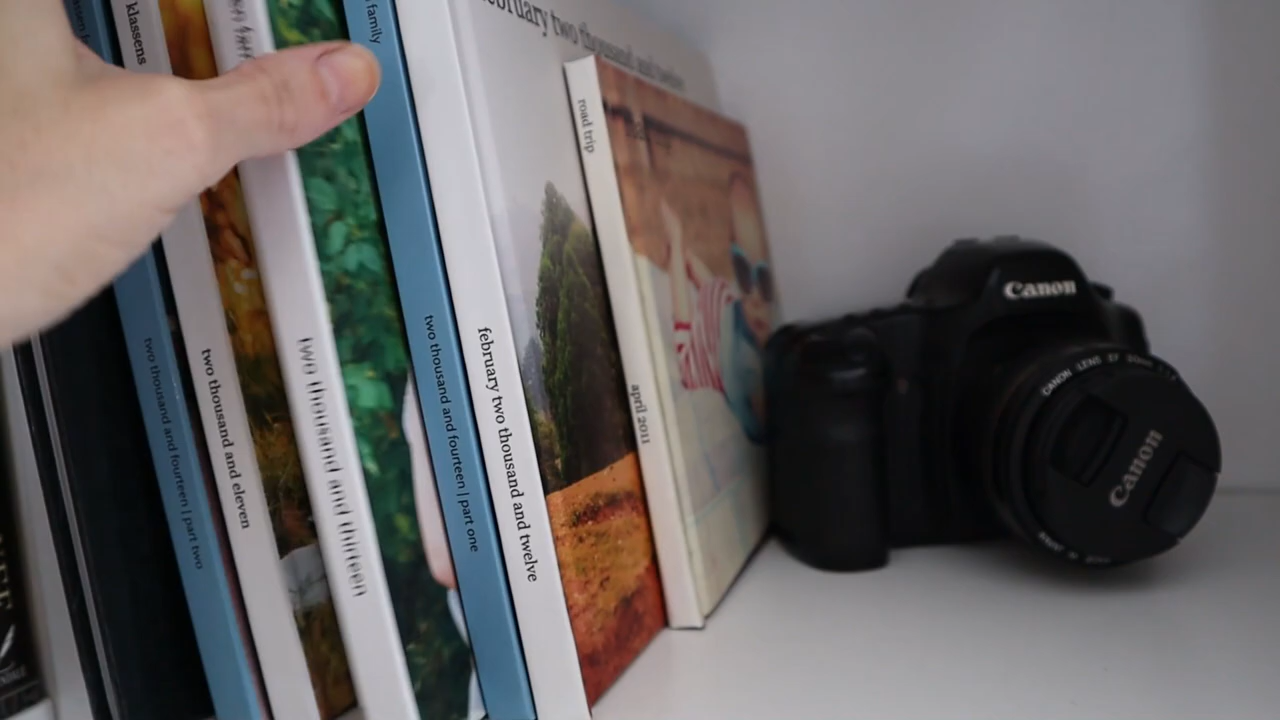 klassens
two thousand and fourteen | part two
two thousand and eleven
two thousand and thirteen
family
two thousand and fourteen | part one
february two thousand and twelve
february two thousand and twelve
road trip
april 2011
Canon
CANON LENS EF
Canon